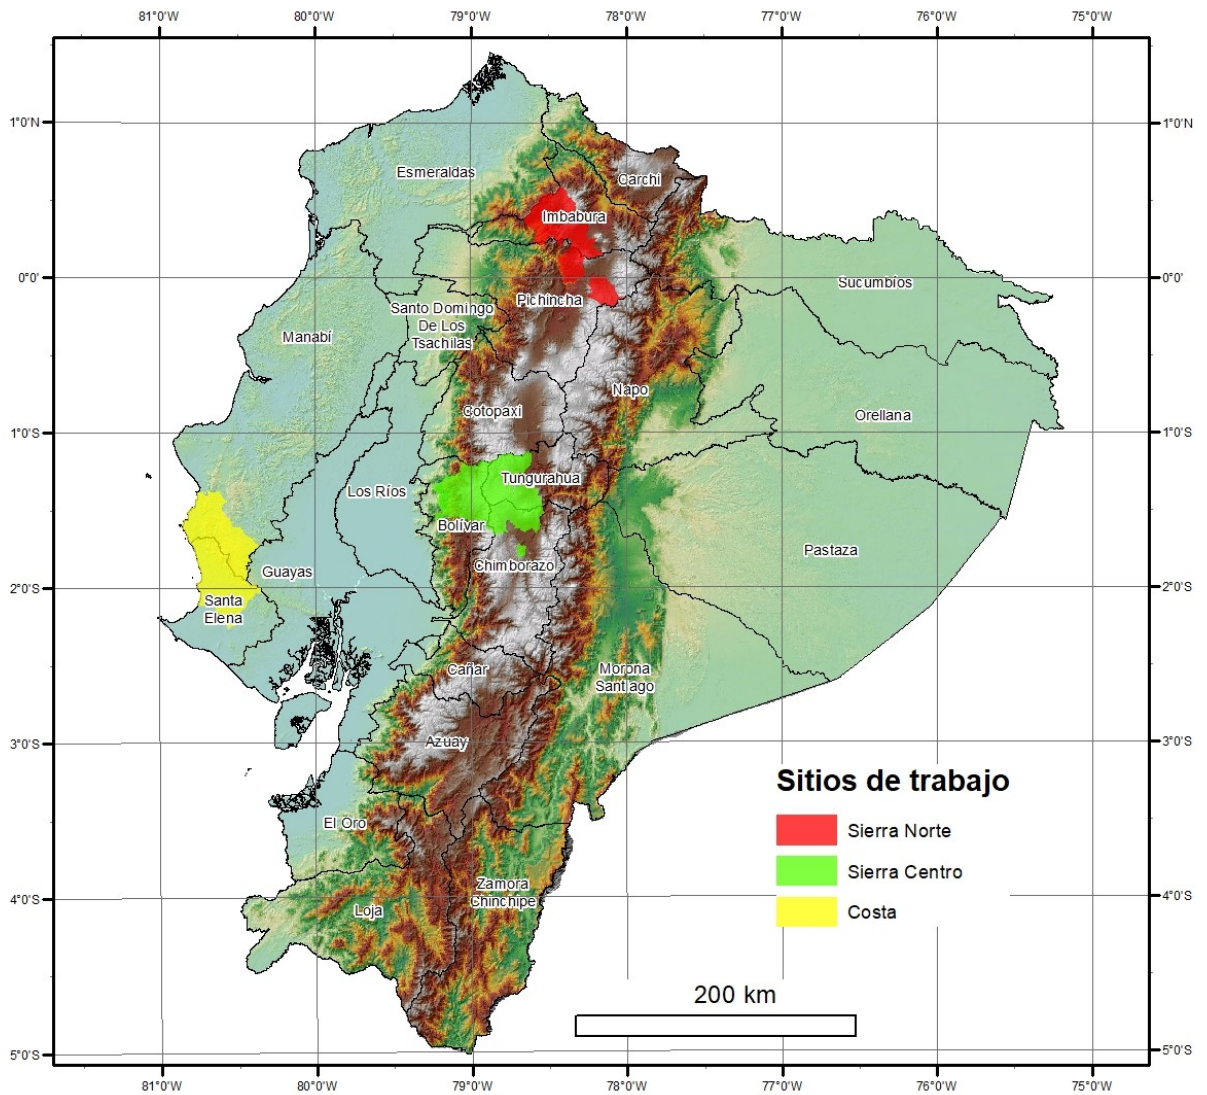 81°0'W 80°0'W 79°0'W 78°0'W 77°0'W 76°0'W 75°0'W
1°0'N 1°0'N
Esmeraldas
Carchi
Imbabura
0°0' 0°0'
Sucumbíos
Pichincha
Santo Domingo
De Los
Tsachilas
Manabí
Napo
Cotopaxi
Orellana
1°0'S 1°0'S
Tungurahua
Los Ríos
Bolívar
Pastaza
Chimborazo
Guayas
2°0'S 2°0'S
Santa
Elena
Cañar
Morona
Santiago
Azuay
3°0'S 3°0'S
Sitios de trabajo
El Oro
Sierra Norte
Sierra Centro
Zamora
Chinchipe
4°0'S 4°0'S
Loja
Costa
200 km
5°0'S 5°0'S
81°0'W 80°0'W 79°0'W 78°0'W 77°0'W 76°0'W 75°0'W